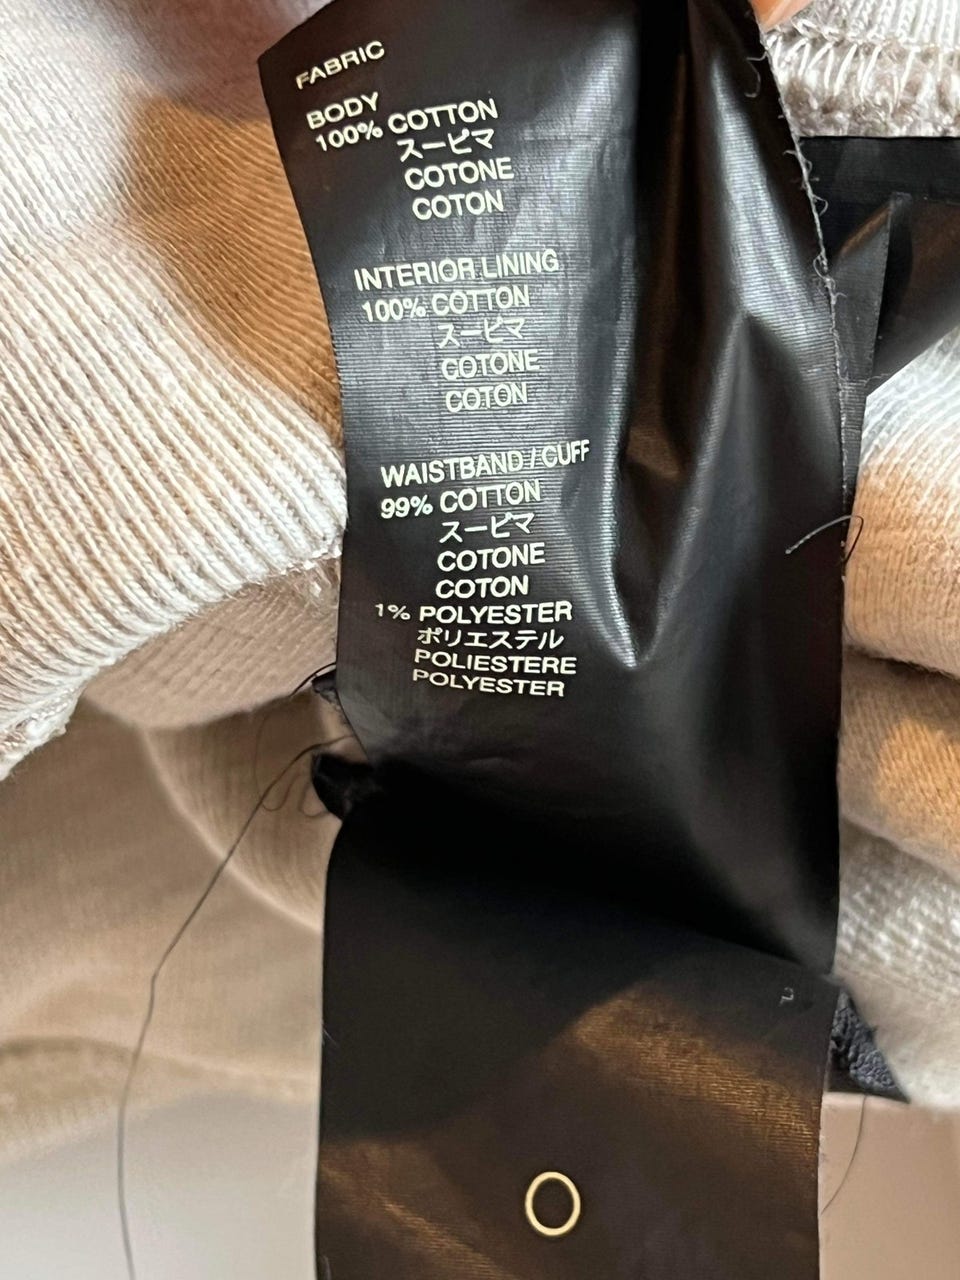 FABRIC
BODY
100% COTTON
スーピマ
COTONE
COTON
INTERIOR LINING
100% COTTON
スーピマ
COTONE
COTON
WAISTBAND / CUFF
99% COTTON
スーピマ
COTONE
COTON
1% POLYESTER
ポリエステル
POLIESTERE
POLYESTER